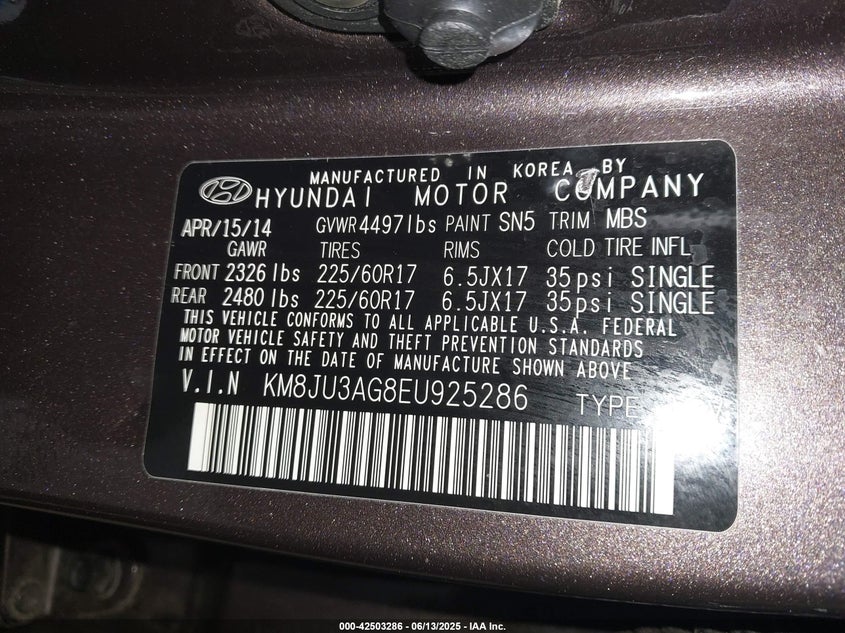 MANUFACTURED IN KOREA BY
HYUNDAI MOTOR COMPANY
APR/15/14 GVWR 4497lbs PAINT SN5 TRIM MBS
GAWR TIRES RIMS COLD TIRE INFL
FRONT 2326 lbs 225/60R17 6.5JX17 35psi SINGLE
REAR 2480 lbs 225/60R17 6.5JX17 35psi SINGLE
THIS VEHICLE CONFORMS TO ALL APPLICABLE U.S.A. FEDERAL
MOTOR VEHICLE SAFETY AND THEFT PREVENTION STANDARDS
IN EFFECT ON THE DATE OF MANUFACTURE SHOWN ABOVE
V.I.N KM8JU3AG8EU925286 TYPE
000-42503286 - 06/13/2025 - IAA Inc.